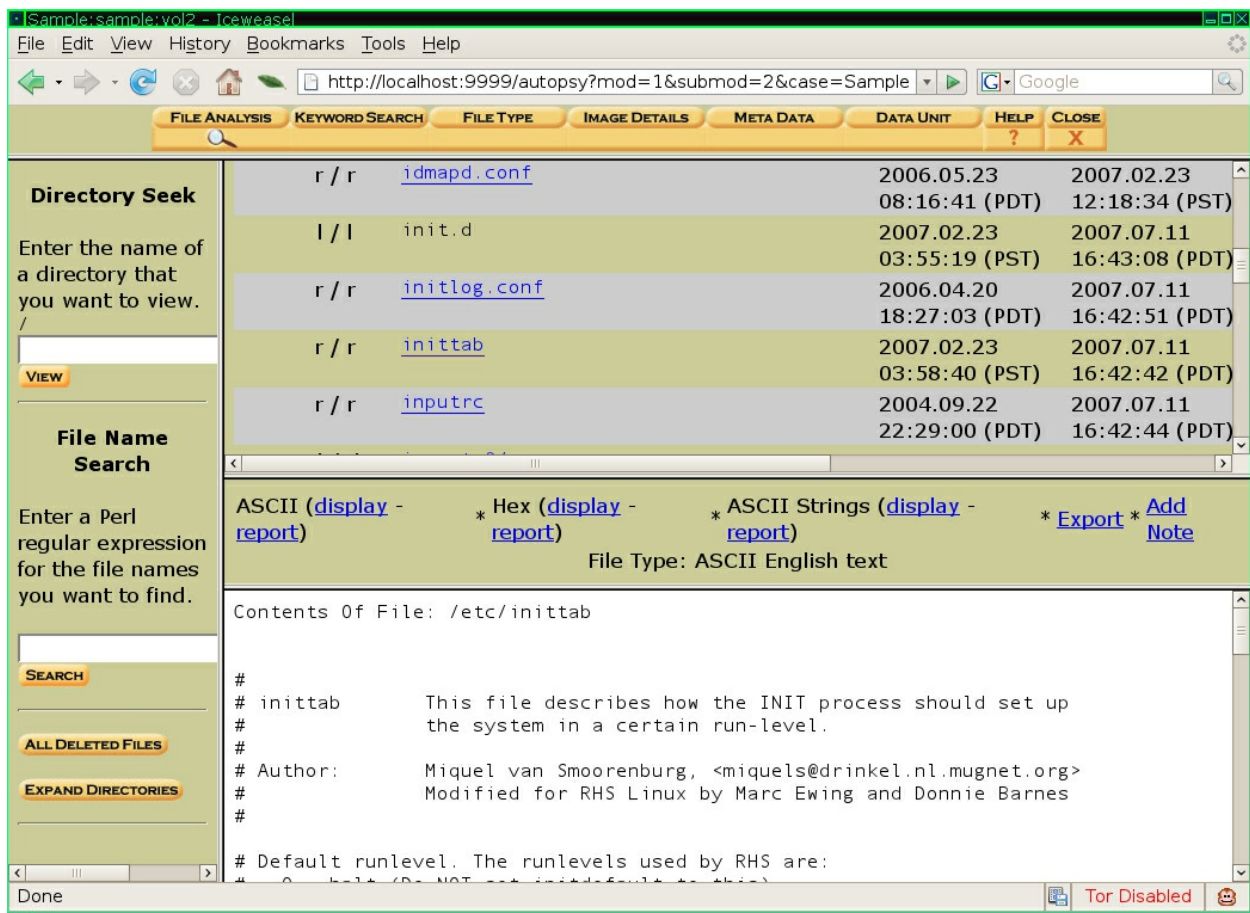 Sample:sample:vol2 - Iceweasel
File Edit View History Bookmarks Tools Help
http://localhost:9999/autopsy?mod=1&submod=2&case=Sample G Google
FILE ANALYSIS KEYWORD SEARCH FILE TYPE IMAGE DETAILS META DATA DATA UNIT HELP CLOSE
? X
Directory Seek
Enter the name of
a directory that
you want to view.
/
VIEW
File Name
Search
Enter a Perl
regular expression
for the file names
you want to find.
SEARCH
ALL DELETED FILES
EXPAND DIRECTORIES
r / r idmapd.conf 2006.05.23 2007.02.23
08:16:41 (PDT) 12:18:34 (PST)
l / l init.d 2007.02.23 2007.07.11
03:55:19 (PST) 16:43:08 (PDT)
r / r initlog.conf 2006.04.20 2007.07.11
18:27:03 (PDT) 16:42:51 (PDT)
r / r inittab 2007.02.23 2007.07.11
03:58:40 (PST) 16:42:42 (PDT)
r / r inputrc 2004.09.22 2007.07.11
22:29:00 (PDT) 16:42:44 (PDT)
ASCII (display - * Hex (display - * ASCII Strings (display - * Export * Add
report) report) report) Note
File Type: ASCII English text
Contents Of File: /etc/inittab
#
# inittab This file describes how the INIT process should set up
# the system in a certain run-level.
#
# Author: Miquel van Smoorenburg, <miquels@drinkel.nl.mugnet.org>
# Modified for RHS Linux by Marc Ewing and Donnie Barnes
#
# Default runlevel. The runlevels used by RHS are:
# 0 - halt (Do NOT set initdefault to this)
Done Tor Disabled